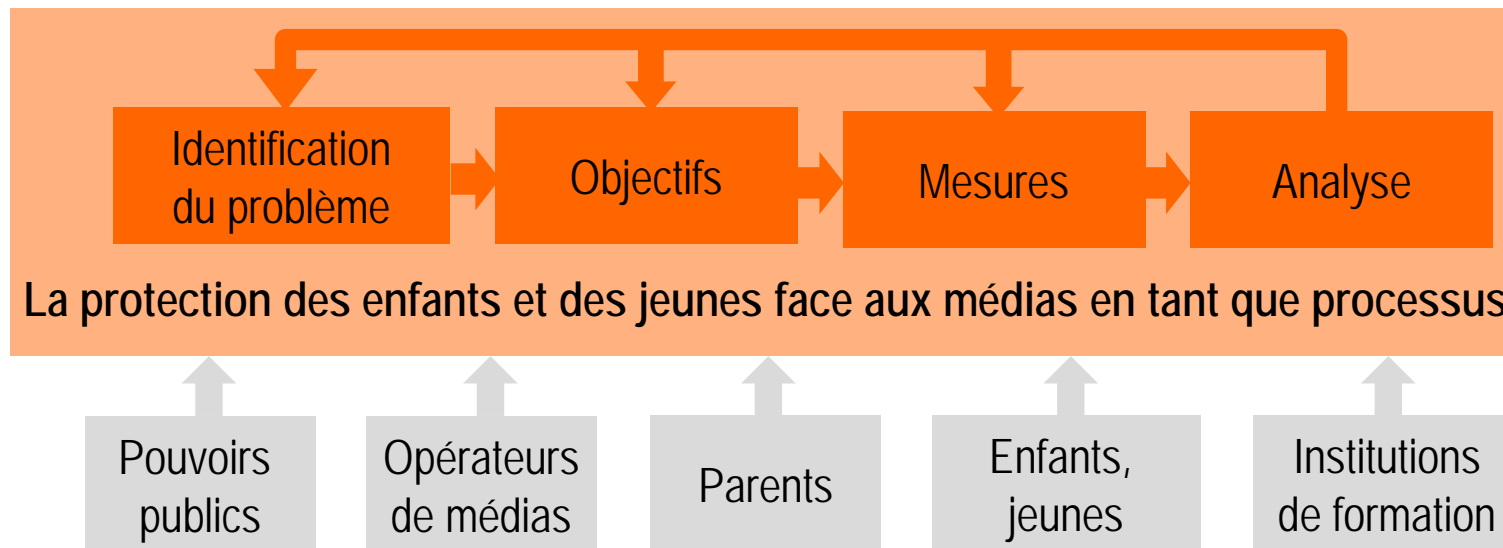 Identification
du problème
Objectifs
Mesures
Analyse
La protection des enfants et des jeunes face aux médias en tant que processus
Pouvoirs
publics
Opérateurs
de médias
Parents
Enfants,
jeunes
Institutions
de formation